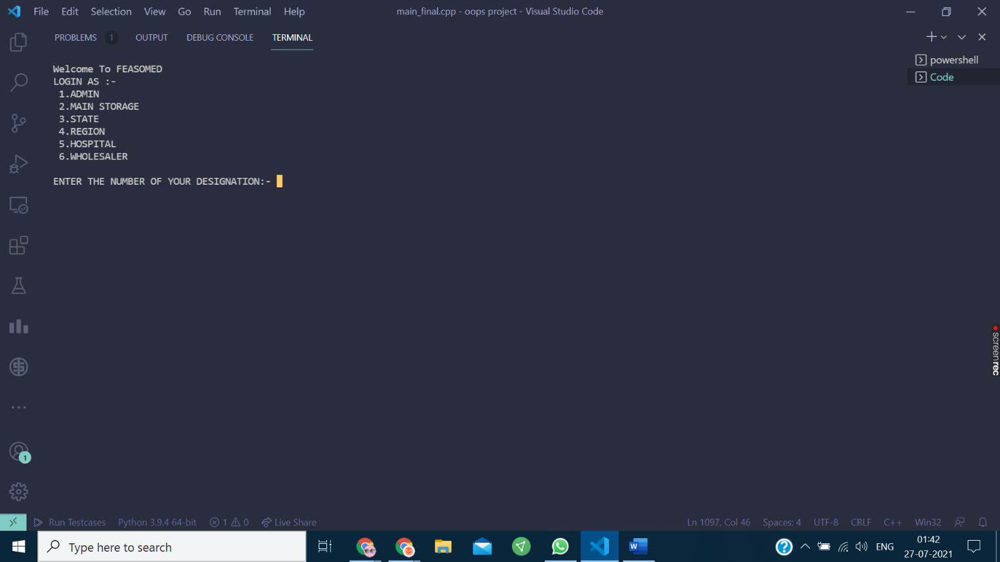 File Edit Selection View Go Run Terminal Help
main_final.cpp - oops project - Visual Studio Code
PROBLEMS 1 OUTPUT DEBUG CONSOLE TERMINAL
powershell
Code
Welcome To FEASOMED
LOGIN AS :-
1.ADMIN
2.MAIN STORAGE
3.STATE
4.REGION
5.HOSPITAL
6.WHOLESALER
ENTER THE NUMBER OF YOUR DESIGNATION:-
screenrec
1
Run Testcases Python 3.9.4 64-bit 1 0 Live Share
Ln 1097, Col 46 Spaces: 4 UTF-8 CRLF C++ Win32
Type here to search
W
?
ENG
01:42
27-07-2021